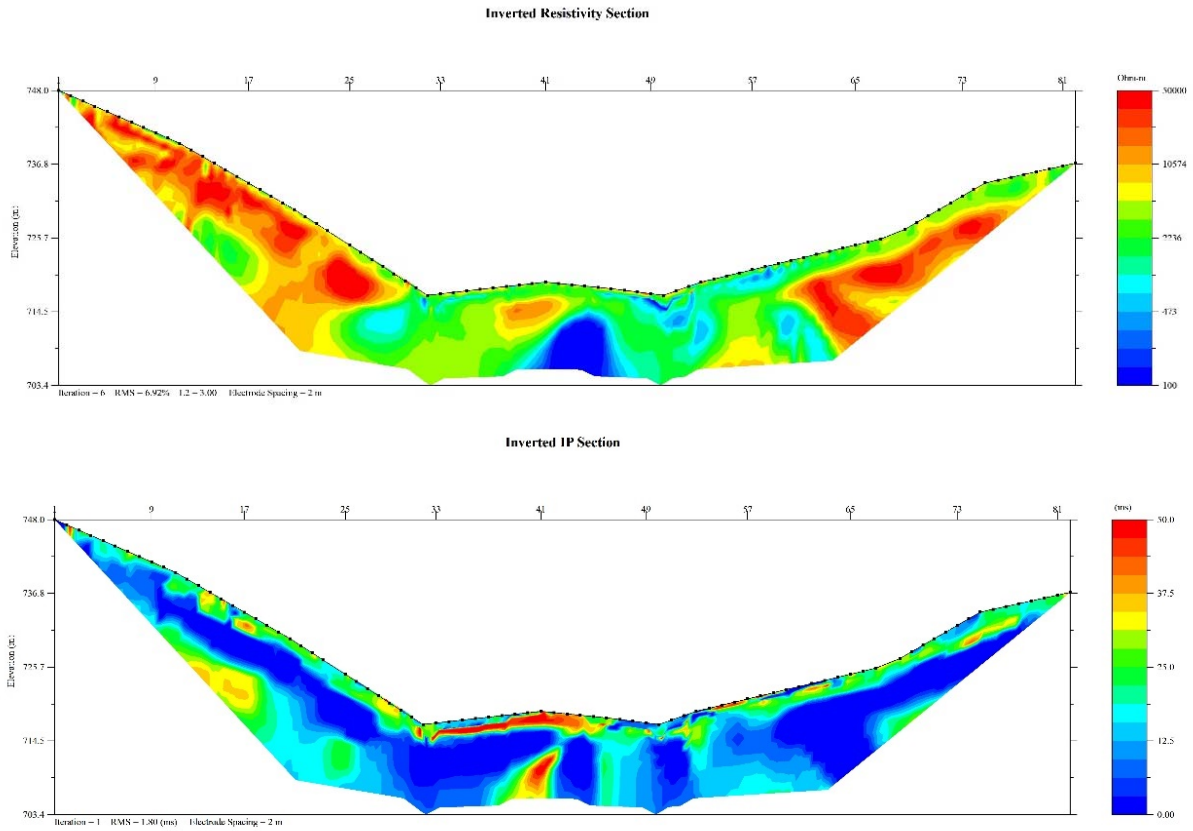 Inverted Resistivity Section
1 9 17 25 33 41 49 57 65 73 81
Ohm-m
748.0
736.8
725.7
714.5
703.4
Elevation (m)
50000
10574
2236
473
100
Iteration = 6 RMS = 6.92% L2 = 3.00 Electrode Spacing = 2 m
Inverted IP Section
1 9 17 25 33 41 49 57 65 73 81
(ms)
748.0
736.8
725.7
714.5
703.4
Elevation (m)
50.0
37.5
25.0
12.5
0.00
Iteration = 1 RMS = 1.80 (ms) Electrode Spacing = 2 m